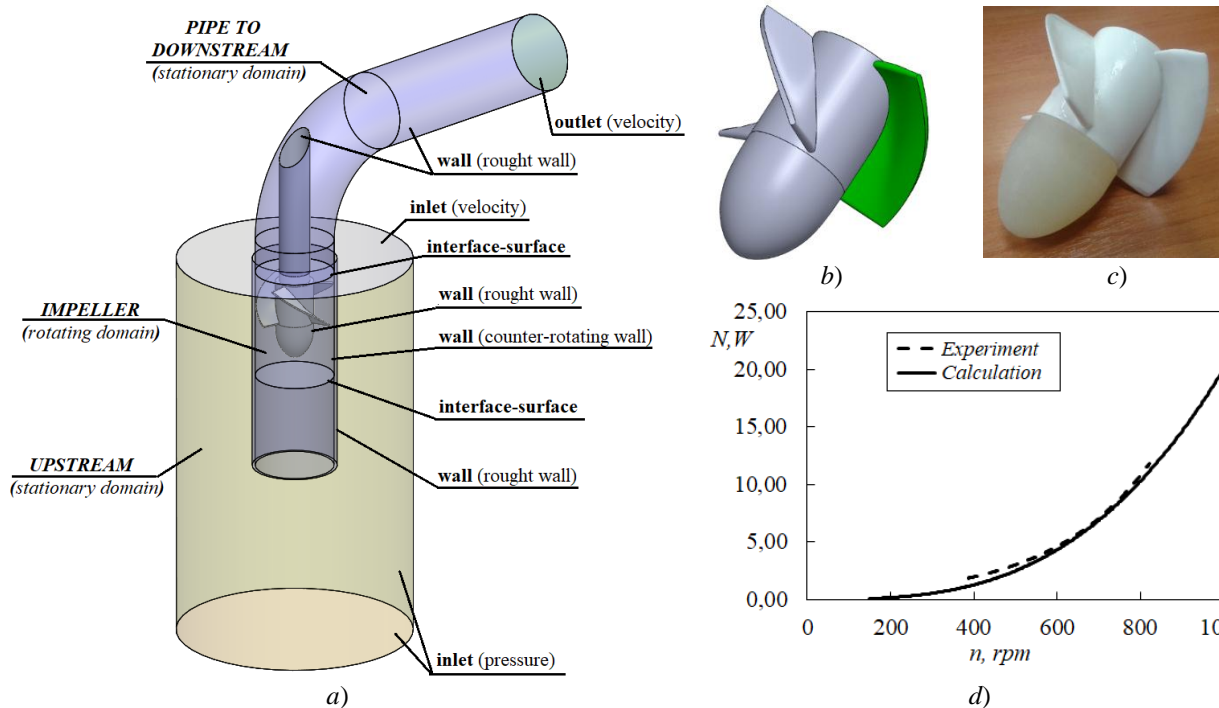 PIPE TO
DOWNSTREAM
(stationary domain)
outlet (velocity)
wall (rought wall)
inlet (velocity)
interface-surface
IMPELLER
(rotating domain)
wall (rought wall)
wall (counter-rotating wall)
interface-surface
UPSTREAM
(stationary domain)
wall (rought wall)
inlet (pressure)
a)
b)
c)
N,W
25,00
20,00
15,00
10,00
5,00
0,00
Experiment
Calculation
0 200 400 600 800
n, rpm
d)